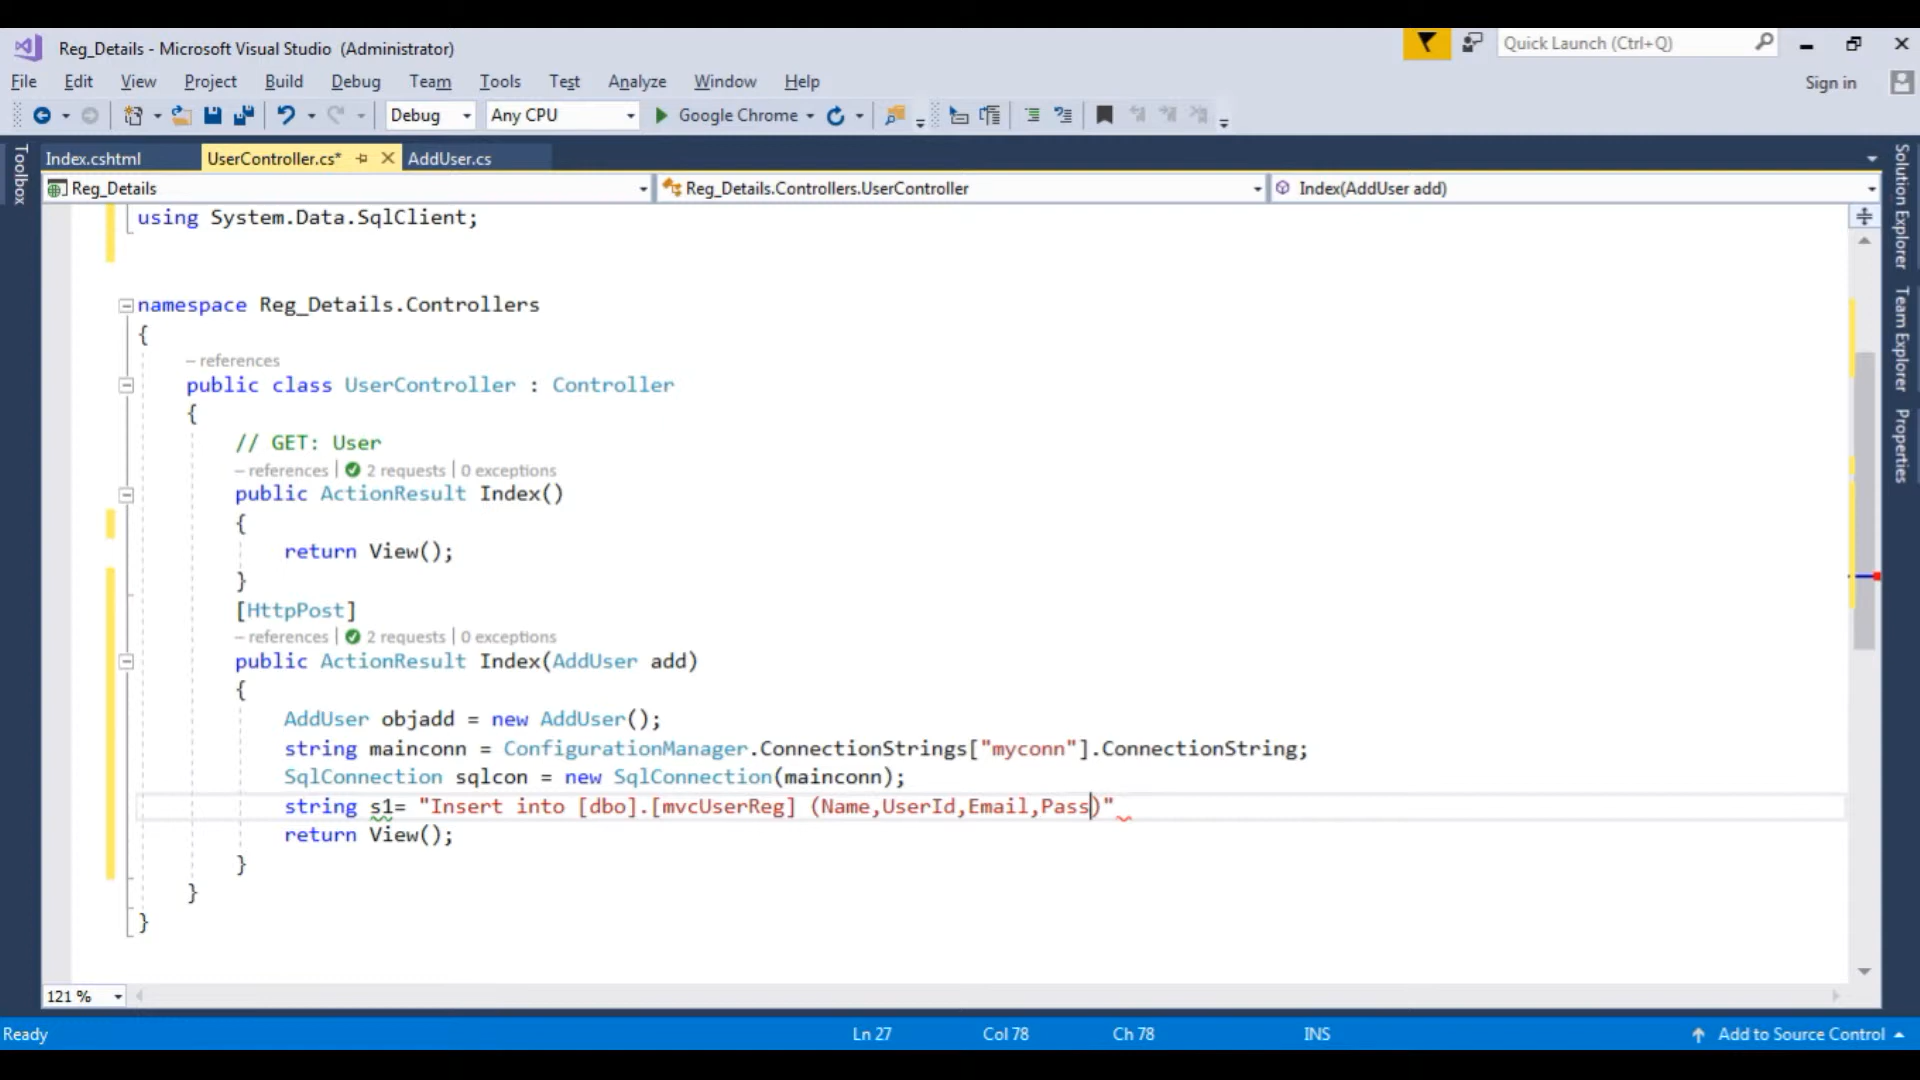 Reg_Details - Microsoft Visual Studio (Administrator)
Quick Launch (Ctrl+Q)
File Edit View Project Build Debug Team Tools Test Analyze Window Help
Sign in
Debug Any CPU Google Chrome
Index.cshtml UserController.cs* AddUser.cs
Reg_Details Reg_Details.Controllers.UserController Index(AddUser add)
Toolbox
Solution Explorer
Team Explorer
Properties
using System.Data.SqlClient;
namespace Reg_Details.Controllers
{
– references
public class UserController : Controller
{
// GET: User
– references | 2 requests | 0 exceptions
public ActionResult Index()
{
return View();
}
[HttpPost]
– references | 2 requests | 0 exceptions
public ActionResult Index(AddUser add)
{
AddUser objadd = new AddUser();
string mainconn = ConfigurationManager.ConnectionStrings["myconn"].ConnectionString;
SqlConnection sqlcon = new SqlConnection(mainconn);
string s1= "Insert into [dbo].[mvcUserReg] (Name,UserId,Email,Pass)"
return View();
}
}
}
121 %
Ready Ln 27 Col 78 Ch 78 INS Add to Source Control